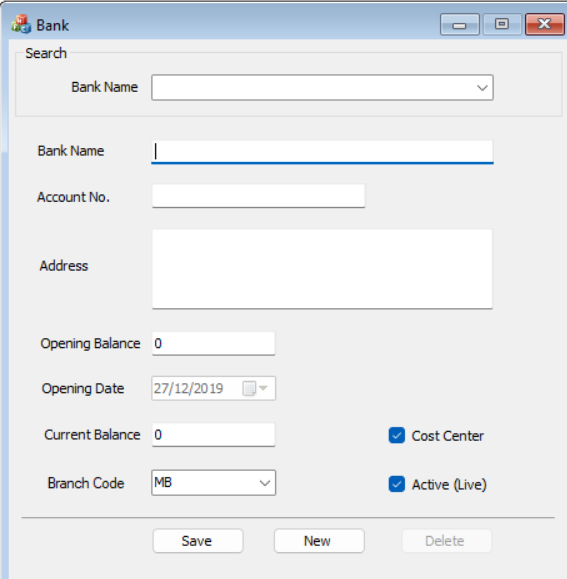 Bank
Search
Bank Name
Bank Name
Account No.
Address
Opening Balance 0
Opening Date 27/12/2019
Current Balance 0 Cost Center
Branch Code MB Active (Live)
Save New Delete